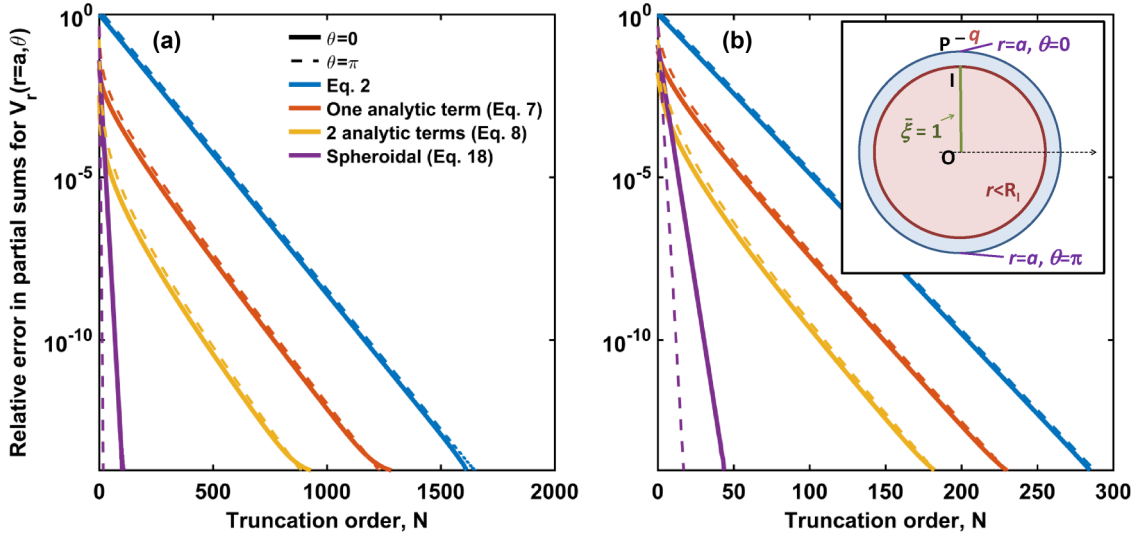 Relative error in partial sums for V_r(r=a,θ)
10^0
10^-5
10^-10
(a)
θ=0
θ=π
Eq. 2
One analytic term (Eq. 7)
2 analytic terms (Eq. 8)
Spheroidal (Eq. 18)
0
500
1000
1500
2000
Truncation order, N
10^0
10^-5
10^-10
(b)
P
q
r=a, θ=0
I
ξ̄=1
O
r<R_I
r=a, θ=π
0
50
100
150
200
250
300
Truncation order, N